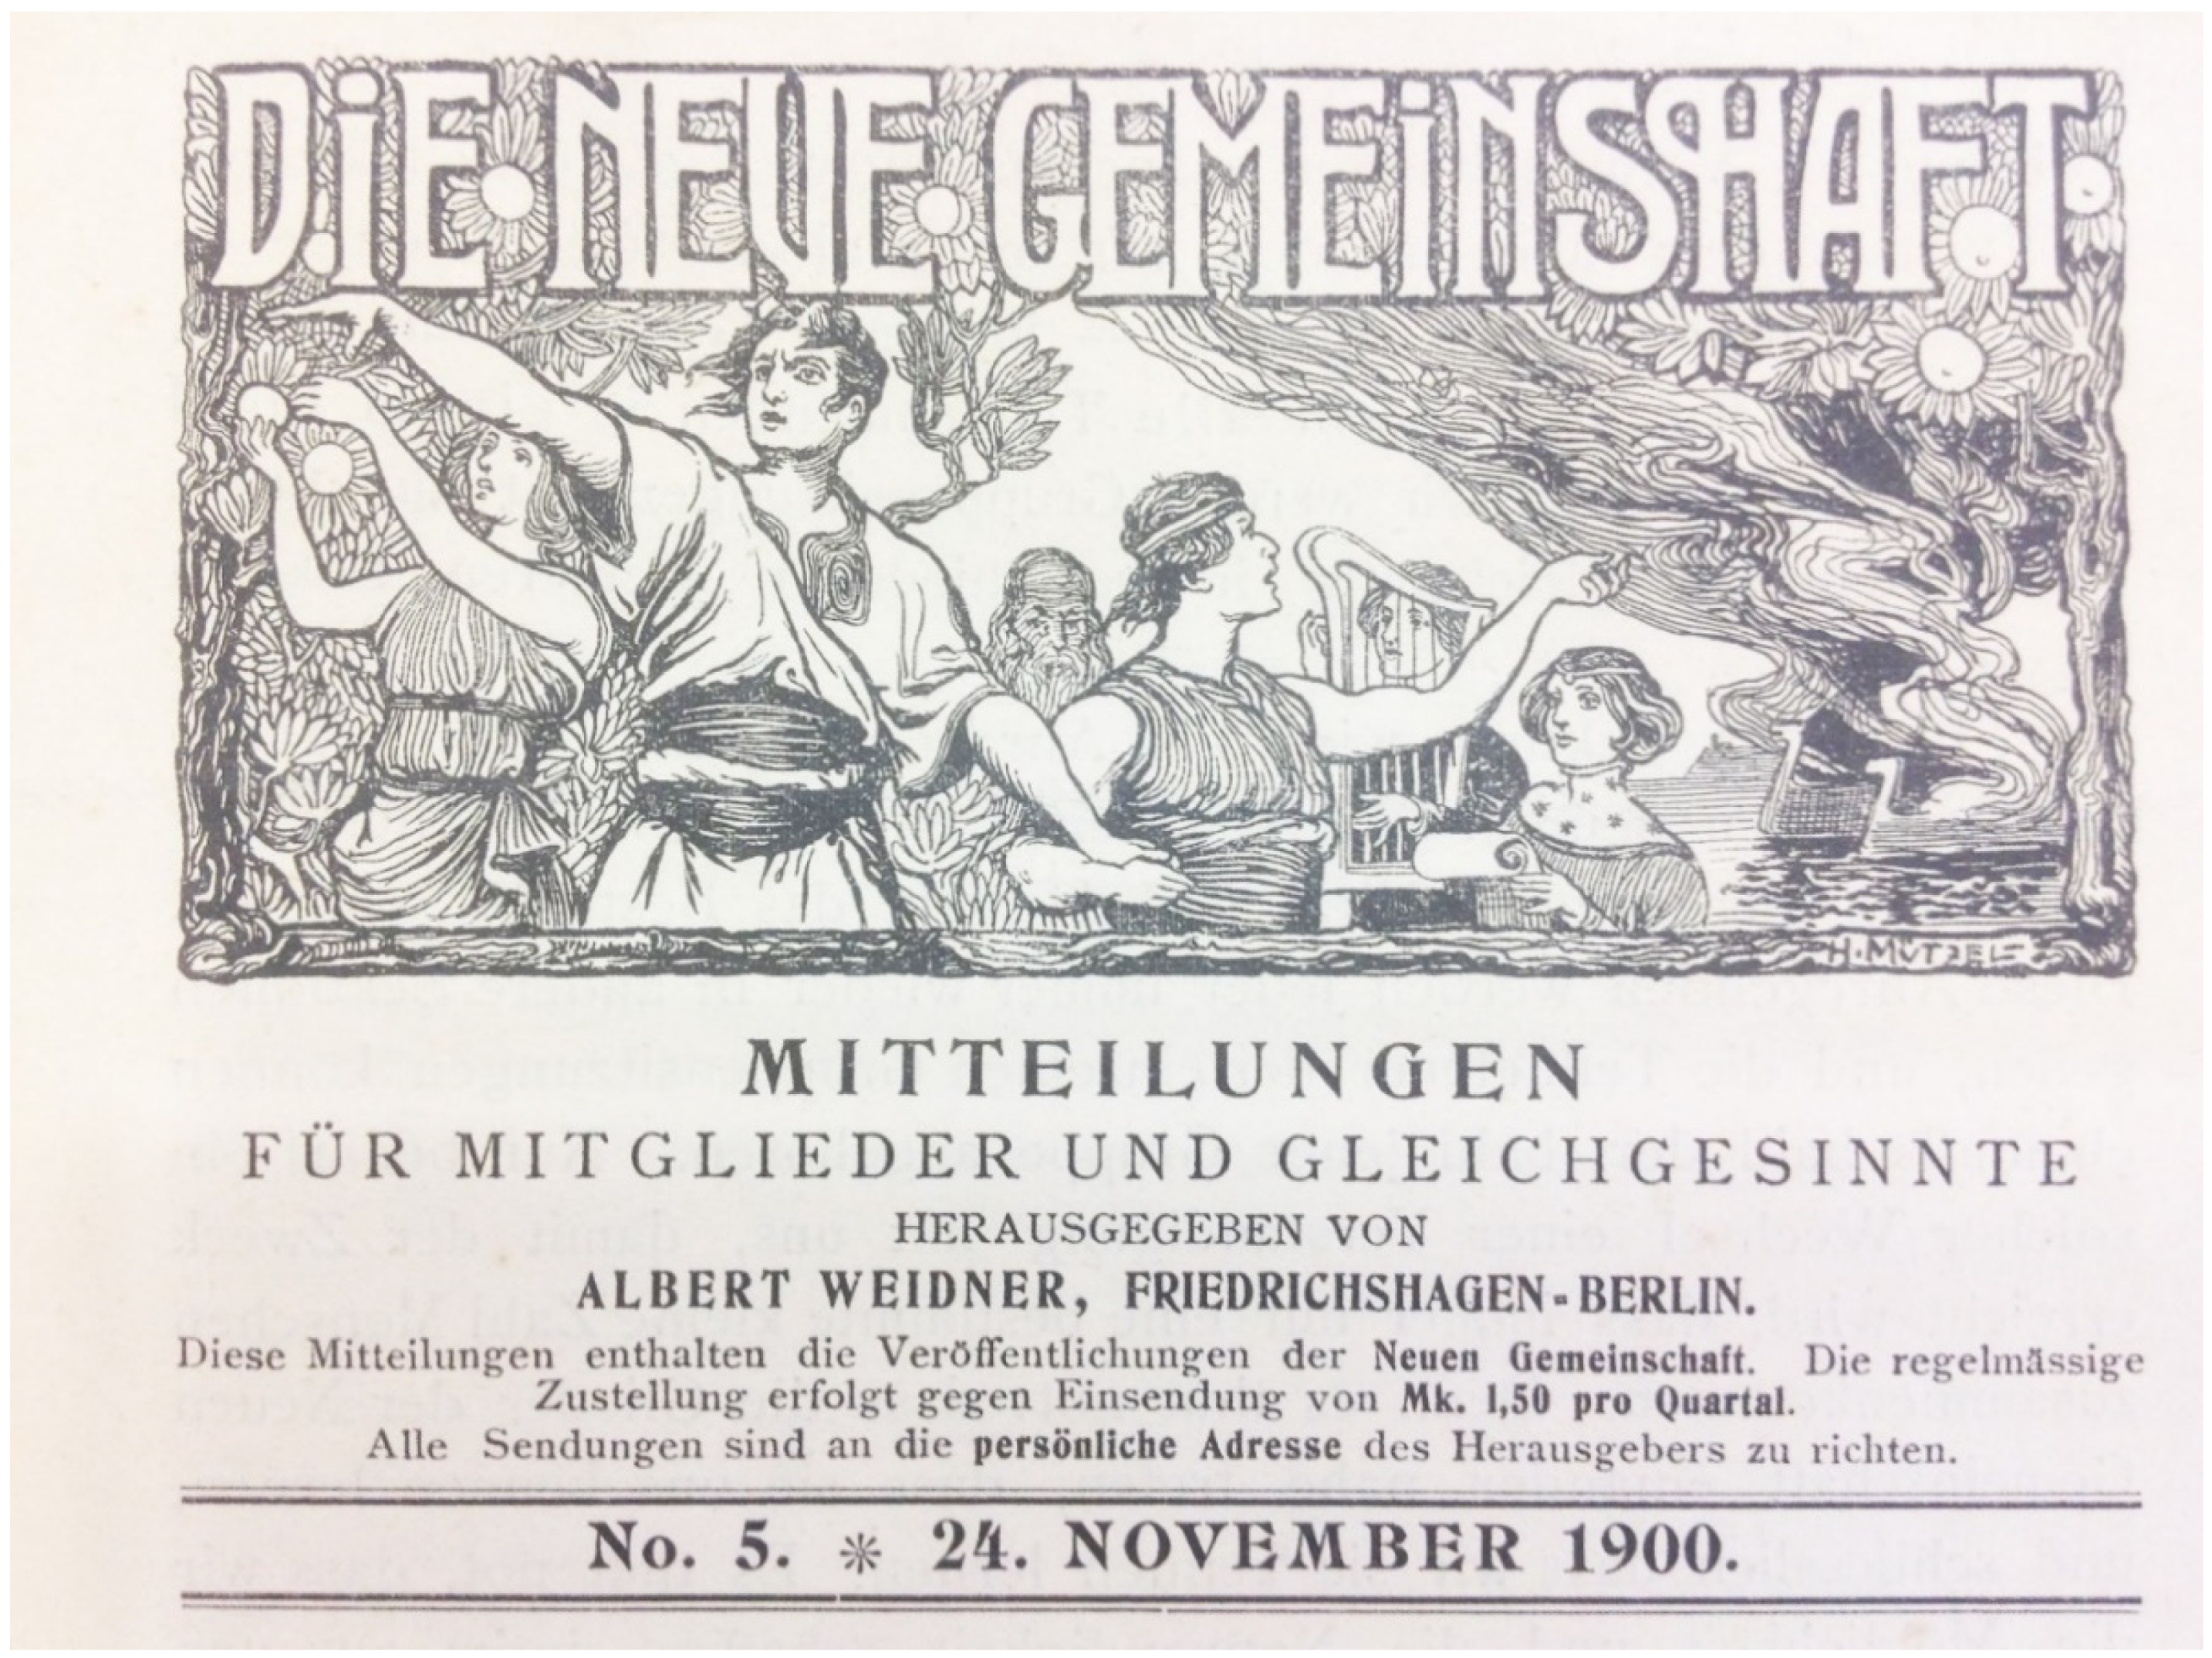 DiE NEUE GEMEiNSCHAFT
H·MÜTZEL
MITTEILUNGEN
FÜR MITGLIEDER UND GLEICHGESINNTE
HERAUSGEGEBEN VON
ALBERT WEIDNER, FRIEDRICHSHAGEN-BERLIN.
Diese Mitteilungen enthalten die Veröffentlichungen der Neuen Gemeinschaft. Die regelmässige
Zustellung erfolgt gegen Einsendung von Mk. 1,50 pro Quartal.
Alle Sendungen sind an die persönliche Adresse des Herausgebers zu richten.
No. 5. * 24. NOVEMBER 1900.